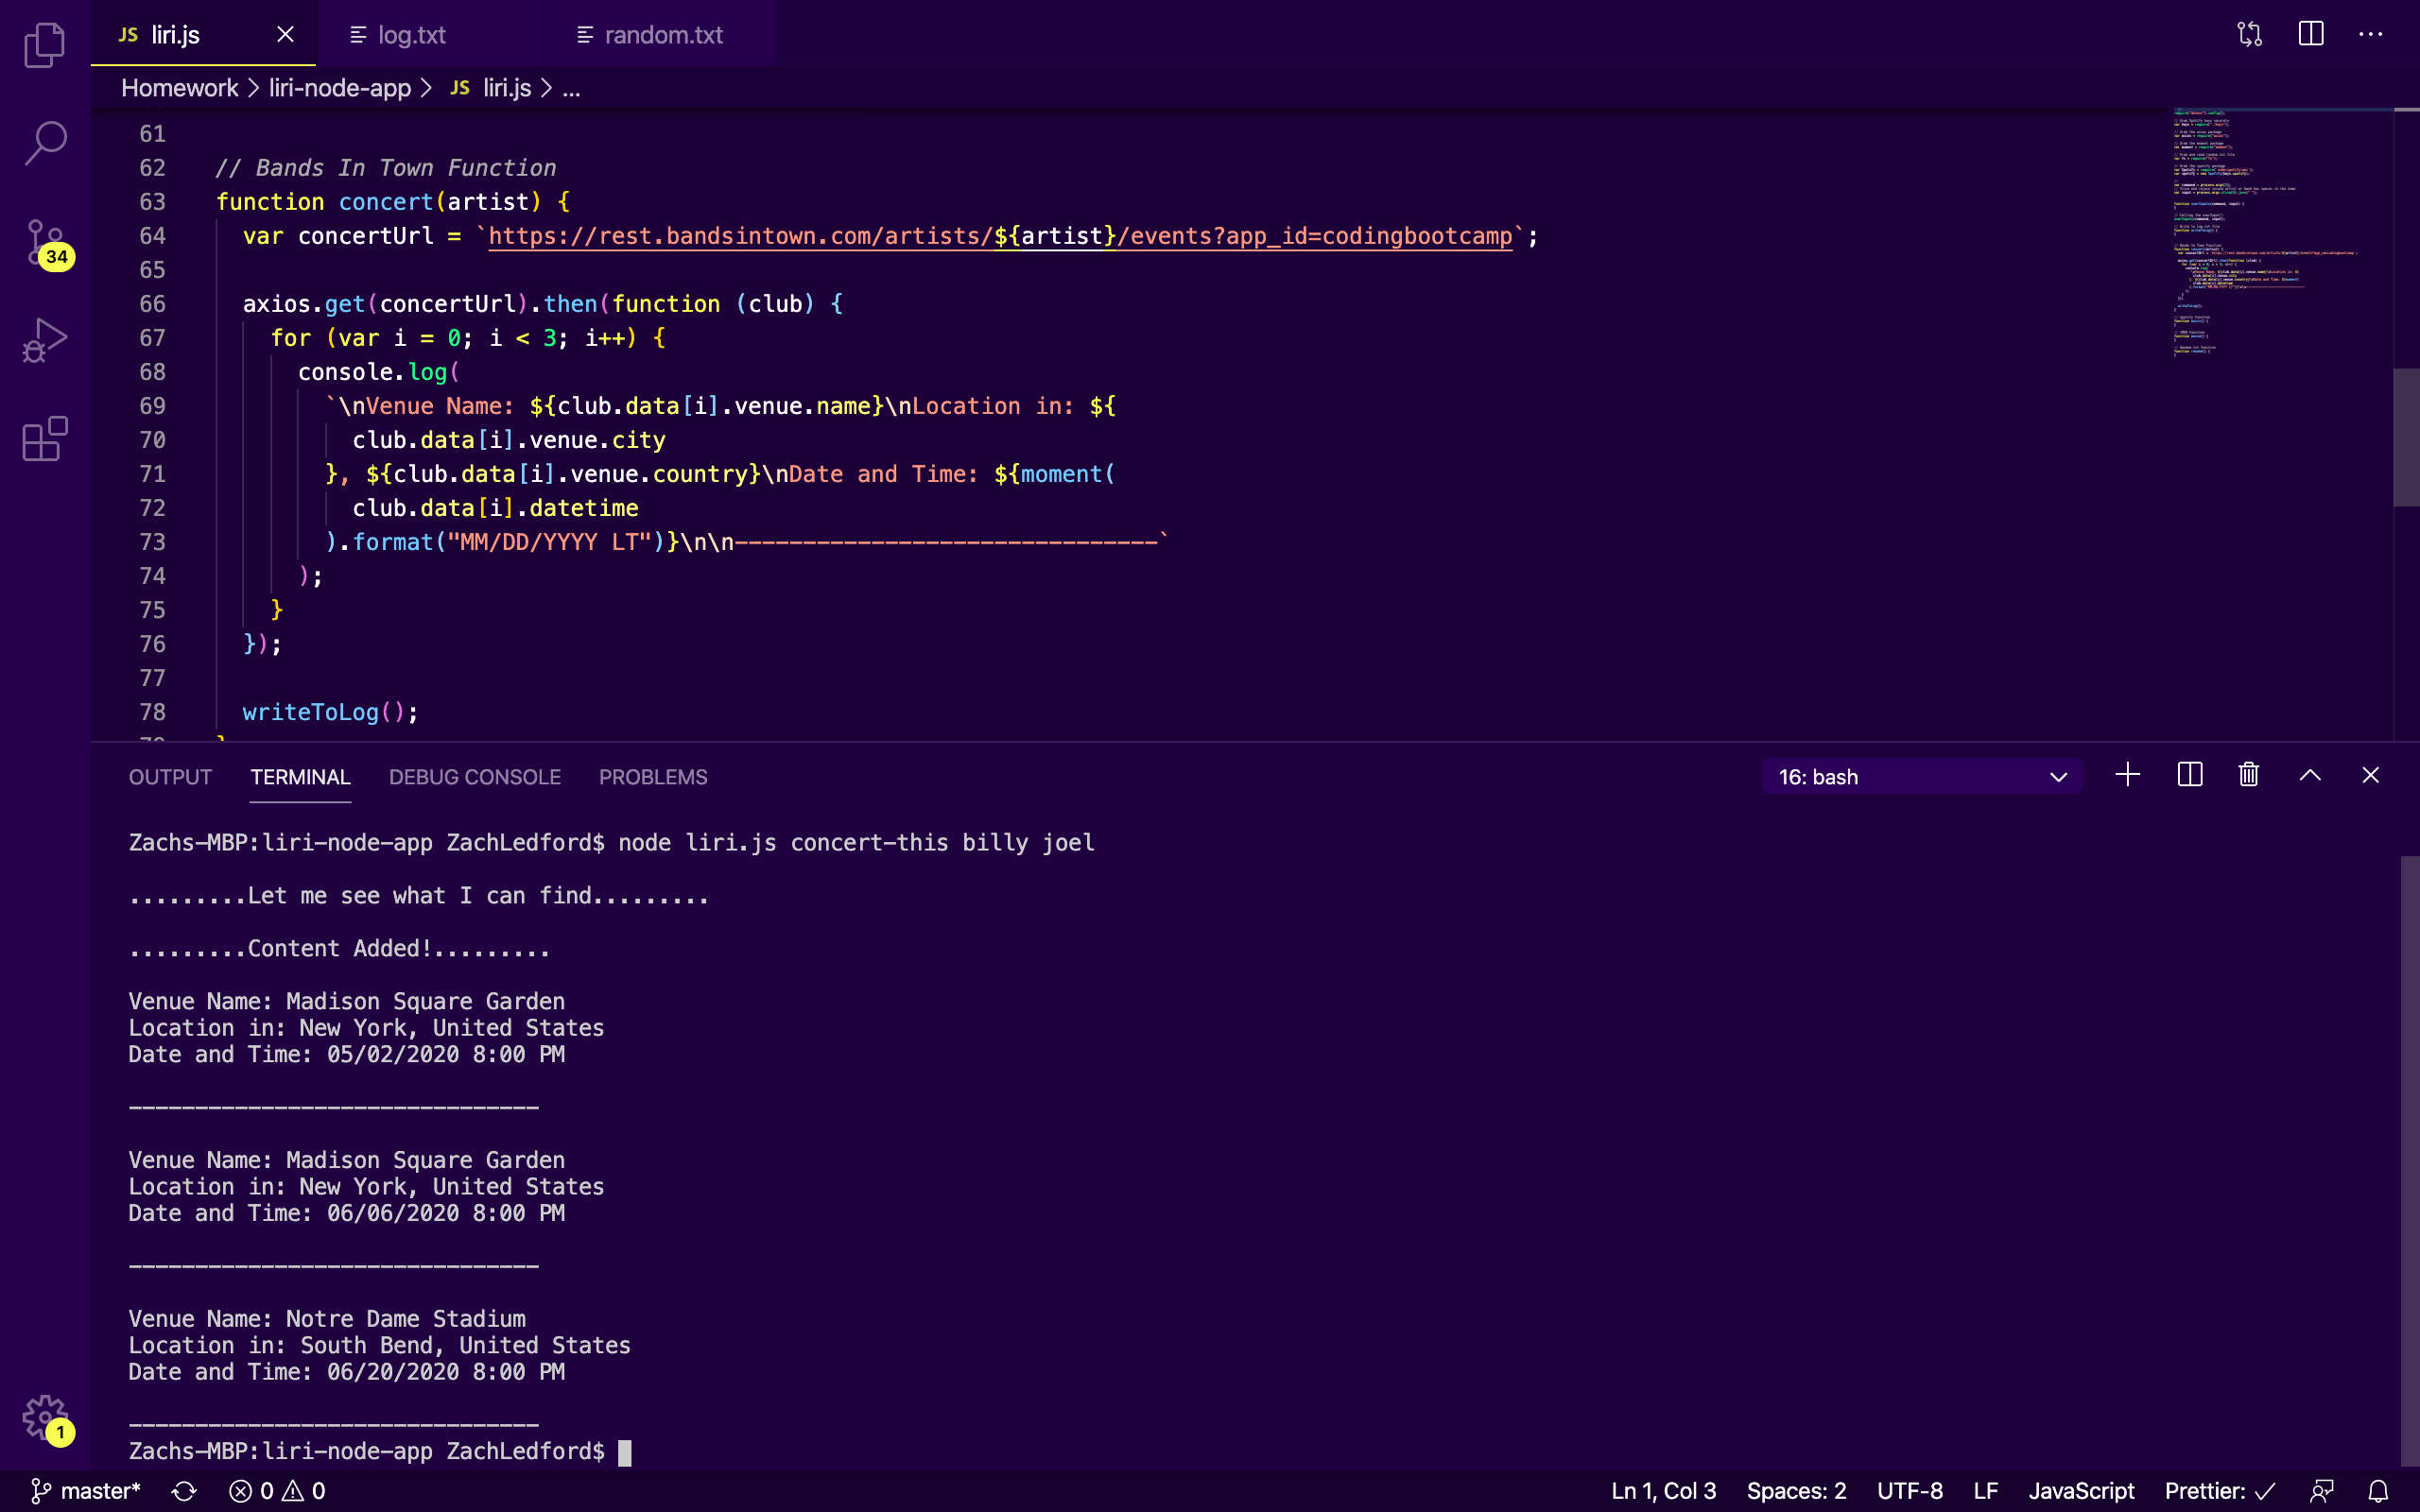 JS liri.js
log.txt
random.txt
Homework > liri-node-app > JS liri.js > ...
61
62 // Bands In Town Function
63 function concert(artist) {
64 var concertUrl = `https://rest.bandsintown.com/artists/${artist}/events?app_id=codingbootcamp`;
65
66 axios.get(concertUrl).then(function (club) {
67 for (var i = 0; i < 3; i++) {
68 console.log(
69 `\nVenue Name: ${club.data[i].venue.name}\nLocation in: ${
70 club.data[i].venue.city
71 }, ${club.data[i].venue.country}\nDate and Time: ${moment(
72 club.data[i].datetime
73 ).format("MM/DD/YYYY LT")}\n\n-------------------------------`
74 );
75 }
76 });
77
78 writeToLog();
34
OUTPUT TERMINAL DEBUG CONSOLE PROBLEMS
16: bash
Zachs-MBP:liri-node-app ZachLedford$ node liri.js concert-this billy joel
.........Let me see what I can find.........
.........Content Added!.........
Venue Name: Madison Square Garden
Location in: New York, United States
Date and Time: 05/02/2020 8:00 PM
-------------------------------
Venue Name: Madison Square Garden
Location in: New York, United States
Date and Time: 06/06/2020 8:00 PM
-------------------------------
Venue Name: Notre Dame Stadium
Location in: South Bend, United States
Date and Time: 06/20/2020 8:00 PM
-------------------------------
Zachs-MBP:liri-node-app ZachLedford$
1
master* 0 0
Ln 1, Col 3 Spaces: 2 UTF-8 LF JavaScript Prettier: ✓